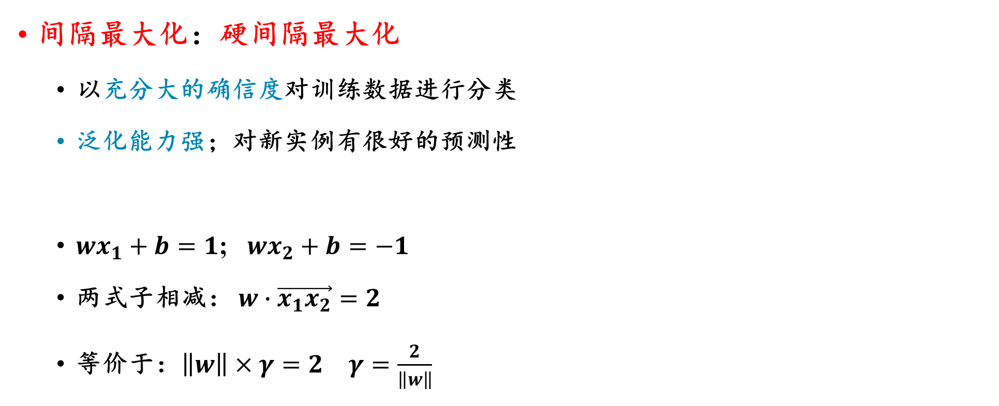 • 间隔最大化：硬间隔最大化
• 以充分大的确信度对训练数据进行分类
• 泛化能力强；对新实例有很好的预测性
• $wx_1 + b = 1$; $wx_2 + b = -1$
• 两式子相减： $w \cdot \overrightarrow{x_1x_2} = 2$
• 等价于：$\|w\| \times \gamma = 2$ $\gamma = \frac{2}{\|w\|}$